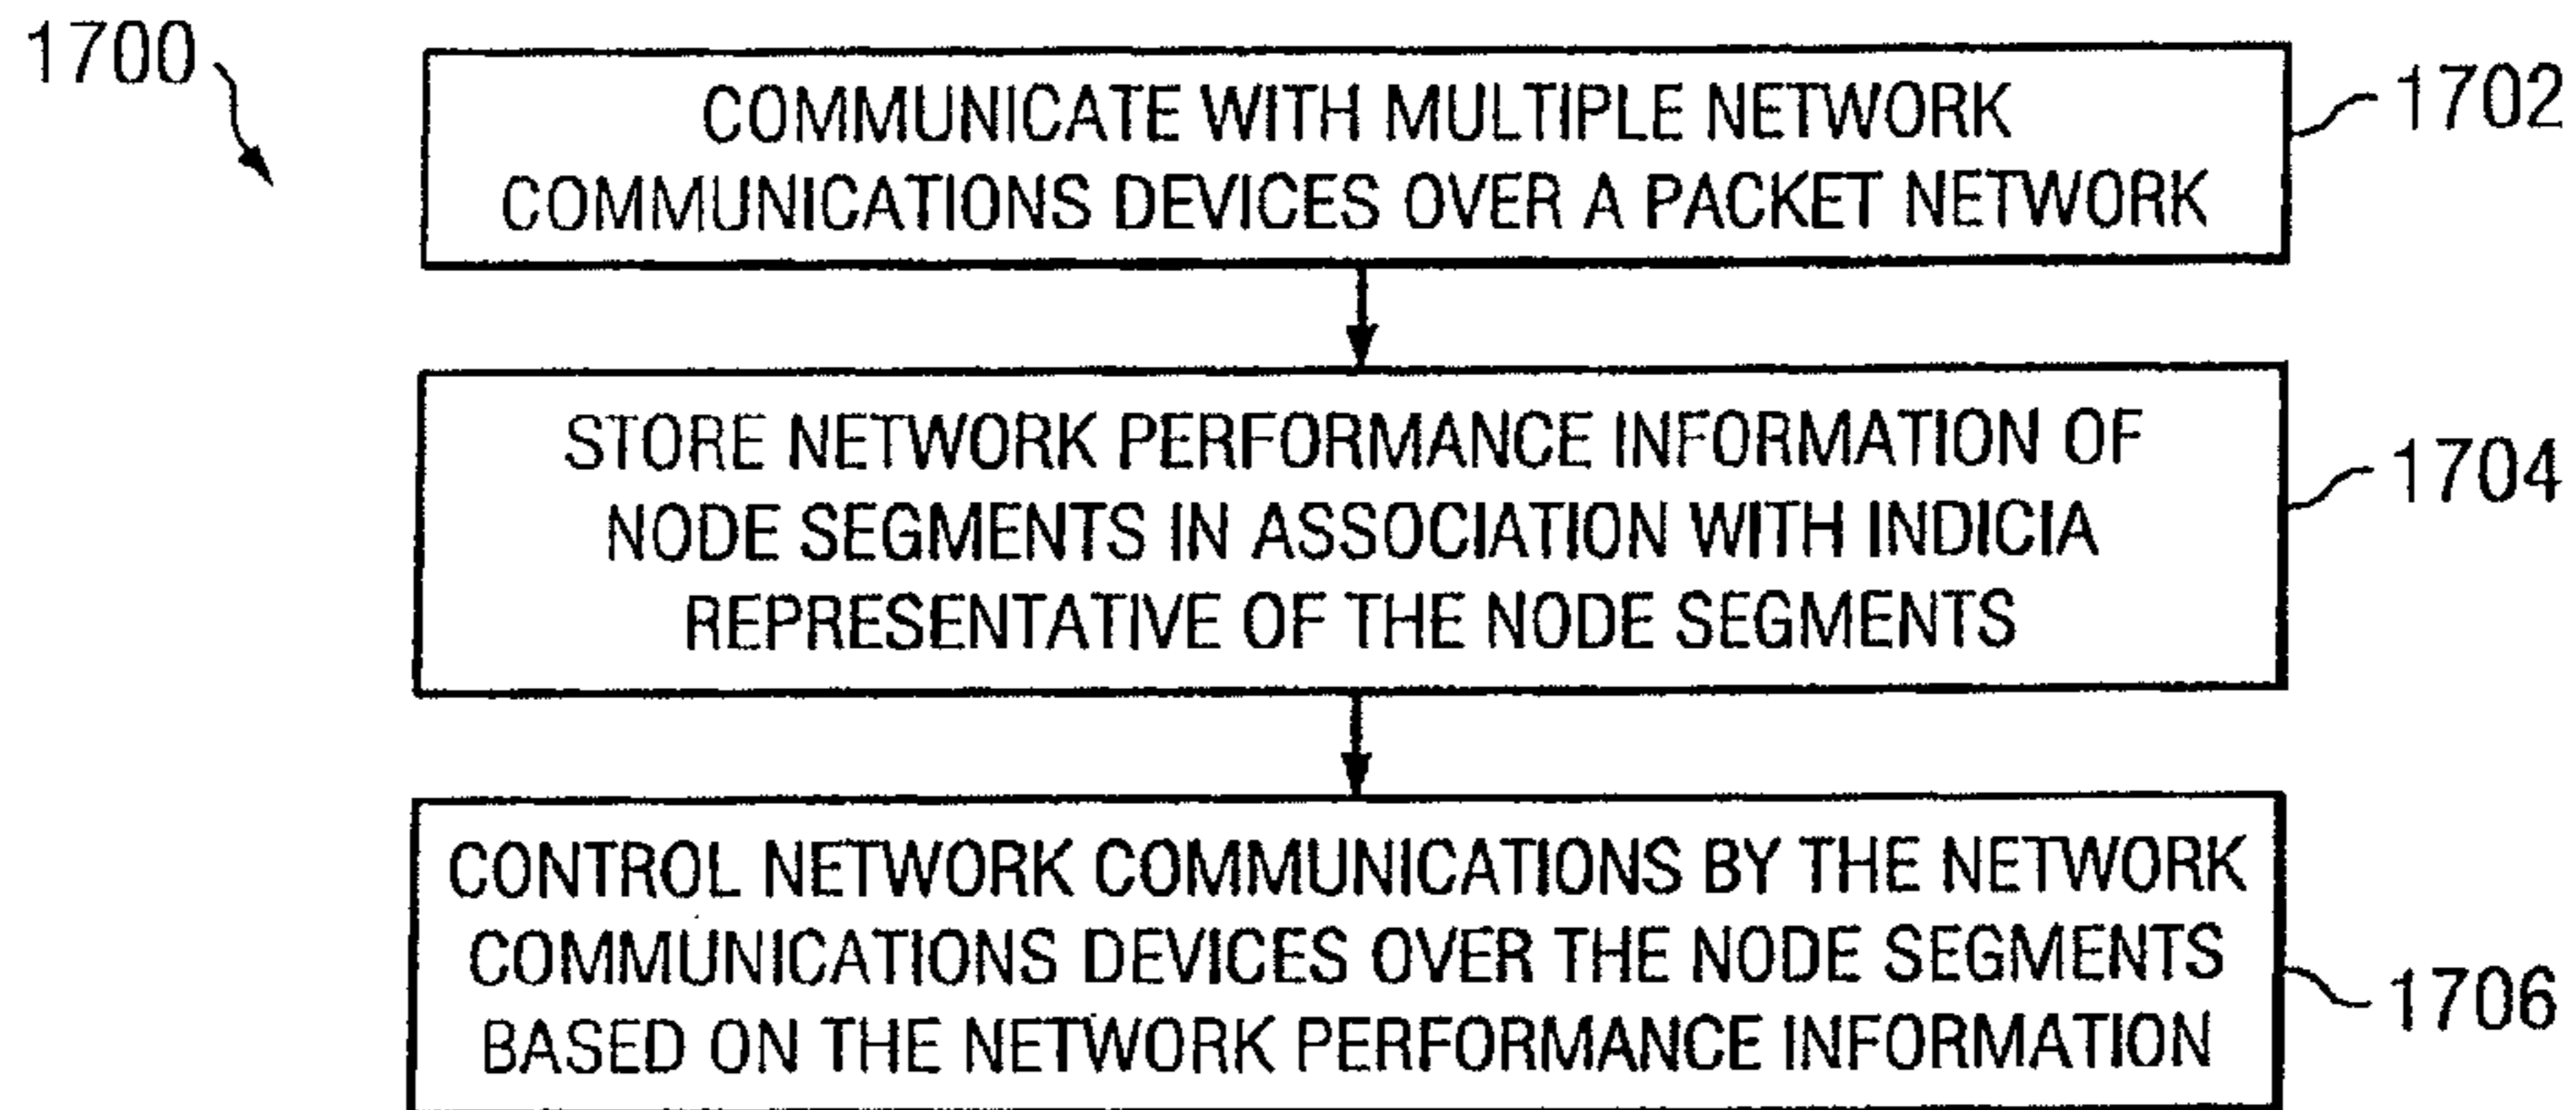 1700
COMMUNICATE WITH MULTIPLE NETWORK
COMMUNICATIONS DEVICES OVER A PACKET NETWORK
1702
STORE NETWORK PERFORMANCE INFORMATION OF
NODE SEGMENTS IN ASSOCIATION WITH INDICIA
REPRESENTATIVE OF THE NODE SEGMENTS
1704
CONTROL NETWORK COMMUNICATIONS BY THE NETWORK
COMMUNICATIONS DEVICES OVER THE NODE SEGMENTS
BASED ON THE NETWORK PERFORMANCE INFORMATION
1706